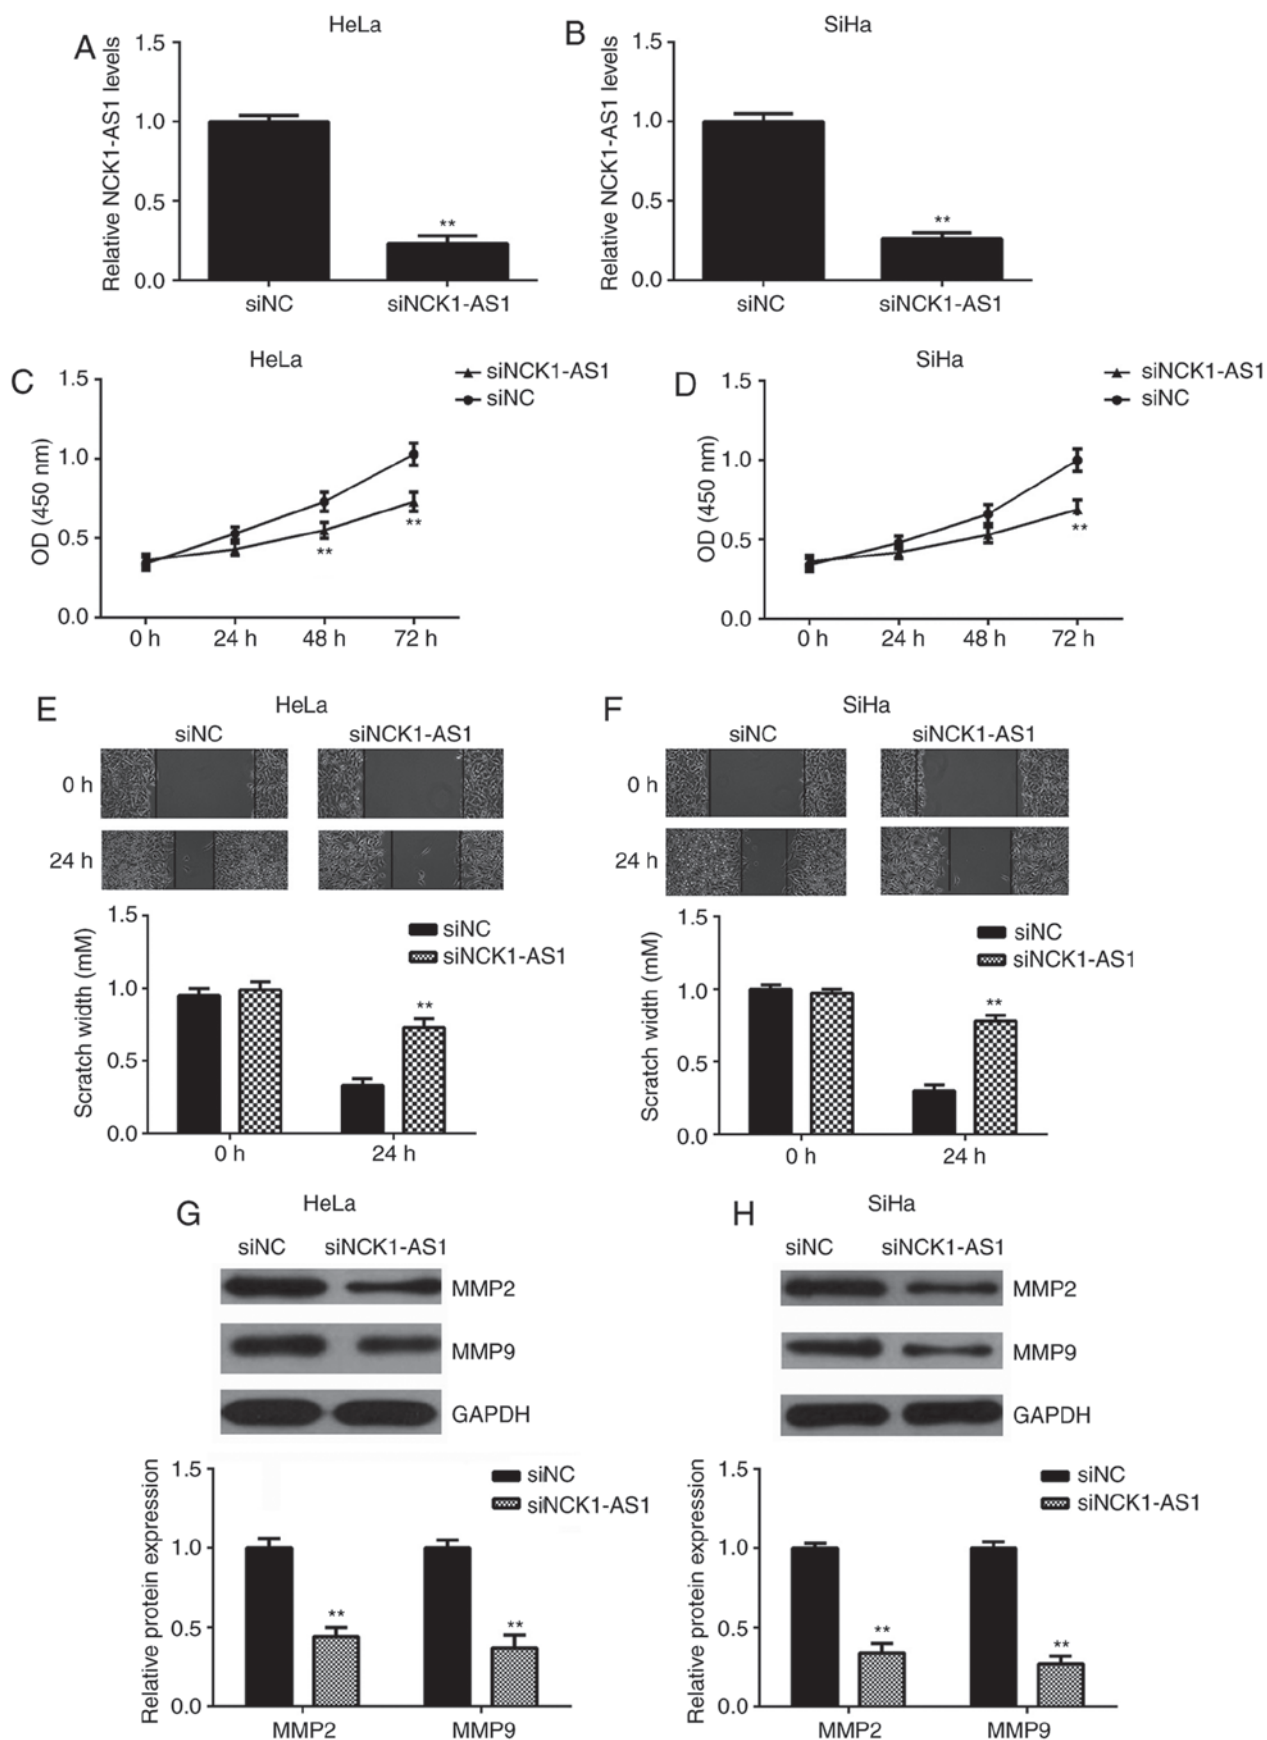 A
HeLa
Relative NCK1-AS1 levels
1.5
1.0
0.5
0.0
**
siNC
siNCK1-AS1
B
SiHa
Relative NCK1-AS1 levels
1.5
1.0
0.5
0.0
**
siNC
siNCK1-AS1
C
HeLa
siNCK1-AS1
siNC
OD (450 nm)
1.5
1.0
0.5
0.0
**
**
0 h
24 h
48 h
72 h
D
SiHa
siNCK1-AS1
siNC
OD (450 nm)
1.5
1.0
0.5
0.0
**
0 h
24 h
48 h
72 h
E
HeLa
siNC
siNCK1-AS1
0 h
24 h
Scratch width (mM)
1.5
1.0
0.5
0.0
siNC
siNCK1-AS1
**
0 h
24 h
F
SiHa
siNC
siNCK1-AS1
0 h
24 h
Scratch width (mM)
1.5
1.0
0.5
0.0
siNC
siNCK1-AS1
**
0 h
24 h
G
HeLa
siNC
siNCK1-AS1
MMP2
MMP9
GAPDH
Relative protein expression
1.5
1.0
0.5
0.0
siNC
siNCK1-AS1
**
**
MMP2
MMP9
H
SiHa
siNC
siNCK1-AS1
MMP2
MMP9
GAPDH
Relative protein expression
1.5
1.0
0.5
0.0
siNC
siNCK1-AS1
**
**
MMP2
MMP9